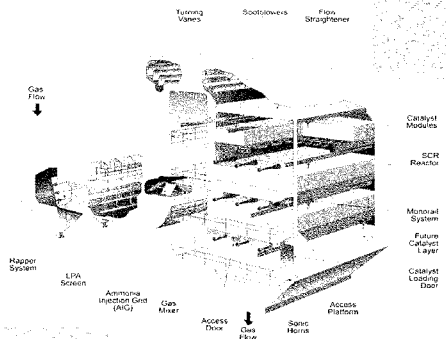 Turning
Vanes
Sootblowers
Flow
Straightener
Gas
Flow
Catalyst
Modules
SCR
Reactor
Monorail
System
Future
Catalyst
Layer
Catalyst
Loading
Door
Rapper
System
LPA
Screen
Ammonia
Injection Grid
(AIG)
Gas
Mixer
Access
Door
Gas
Flow
Sonic
Horns
Access
Platform